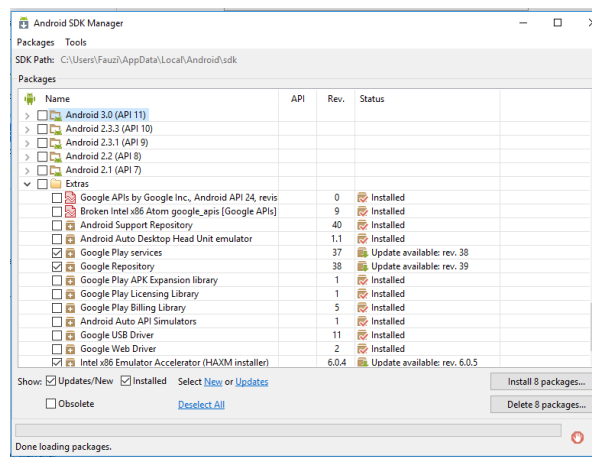 Android SDK Manager
Packages Tools
SDK Path: C:\Users\Fauzi\AppData\Local\Android\sdk
Packages
Name API Rev. Status
Android 3.0 (API 11)
Android 2.3.3 (API 10)
Android 2.3.1 (API 9)
Android 2.2 (API 8)
Android 2.1 (API 7)
Extras
Google APIs by Google Inc., Android API 24, revis 0 Installed
Broken Intel x86 Atom google_apis [Google APIs] 9 Installed
Android Support Repository 40 Installed
Android Auto Desktop Head Unit emulator 1.1 Installed
Google Play services 37 Update available: rev. 38
Google Repository 38 Update available: rev. 39
Google Play APK Expansion library 1 Installed
Google Play Licensing Library 1 Installed
Google Play Billing Library 5 Installed
Android Auto API Simulators 1 Installed
Google USB Driver 11 Installed
Google Web Driver 2 Installed
Intel x86 Emulator Accelerator (HAXM installer) 6.0.4 Update available: rev. 6.0.5
Show: Updates/New Installed Select New or Updates Install 8 packages...
Obsolete Deselect All Delete 8 packages...
Done loading packages.